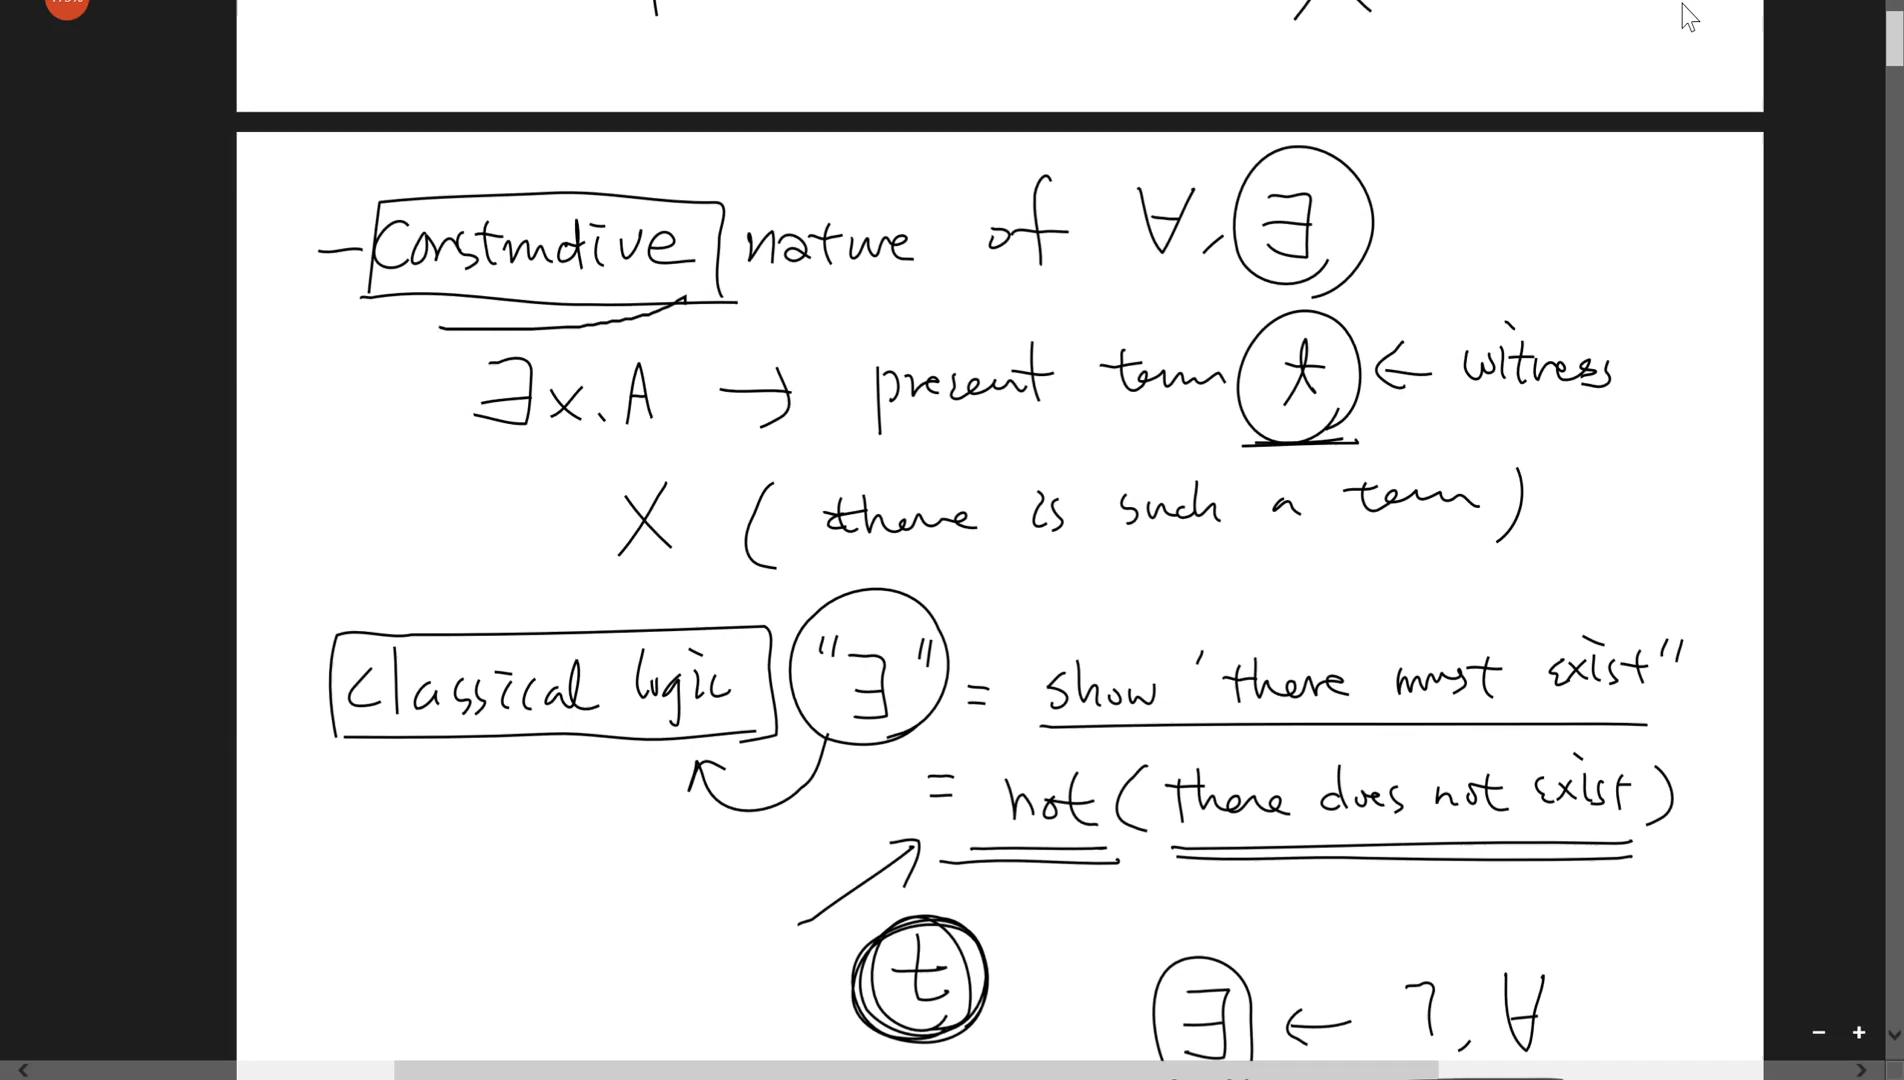 - Constructive nature of ∀, ∃
∃x. A → present term t ← witness
X (there is such a term)
classical logic "∃" = show 'there must exist"
= not (there does not exist)
t
∃ ← ¬, ∀